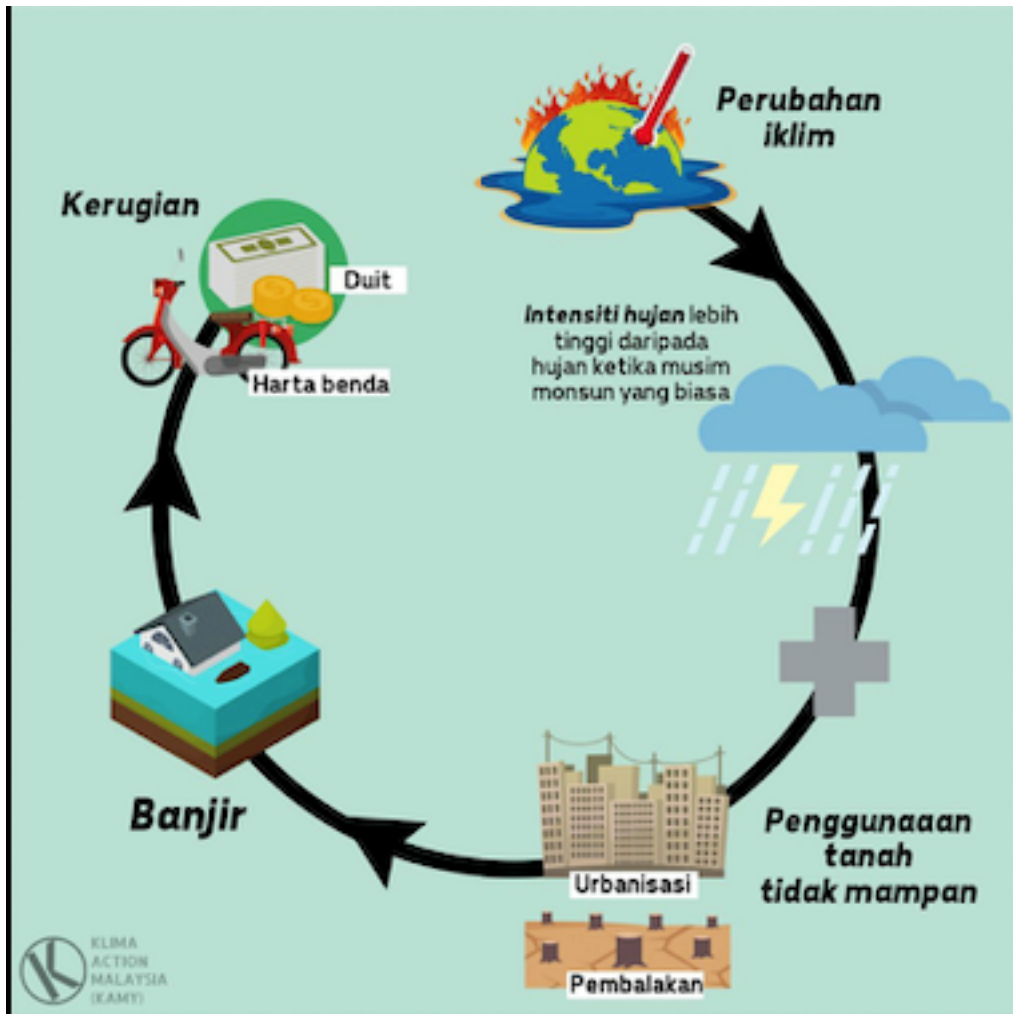 Perubahan
iklim
Kerugian
Duit
Harta benda
Intensiti hujan lebih
tinggi daripada
hujan ketika musim
monsun yang biasa
Banjir
Penggunaaan
tanah
tidak mampan
Urbanisasi
Pembalakan
KLIMA
ACTION
MALAYSIA
(KAMY)